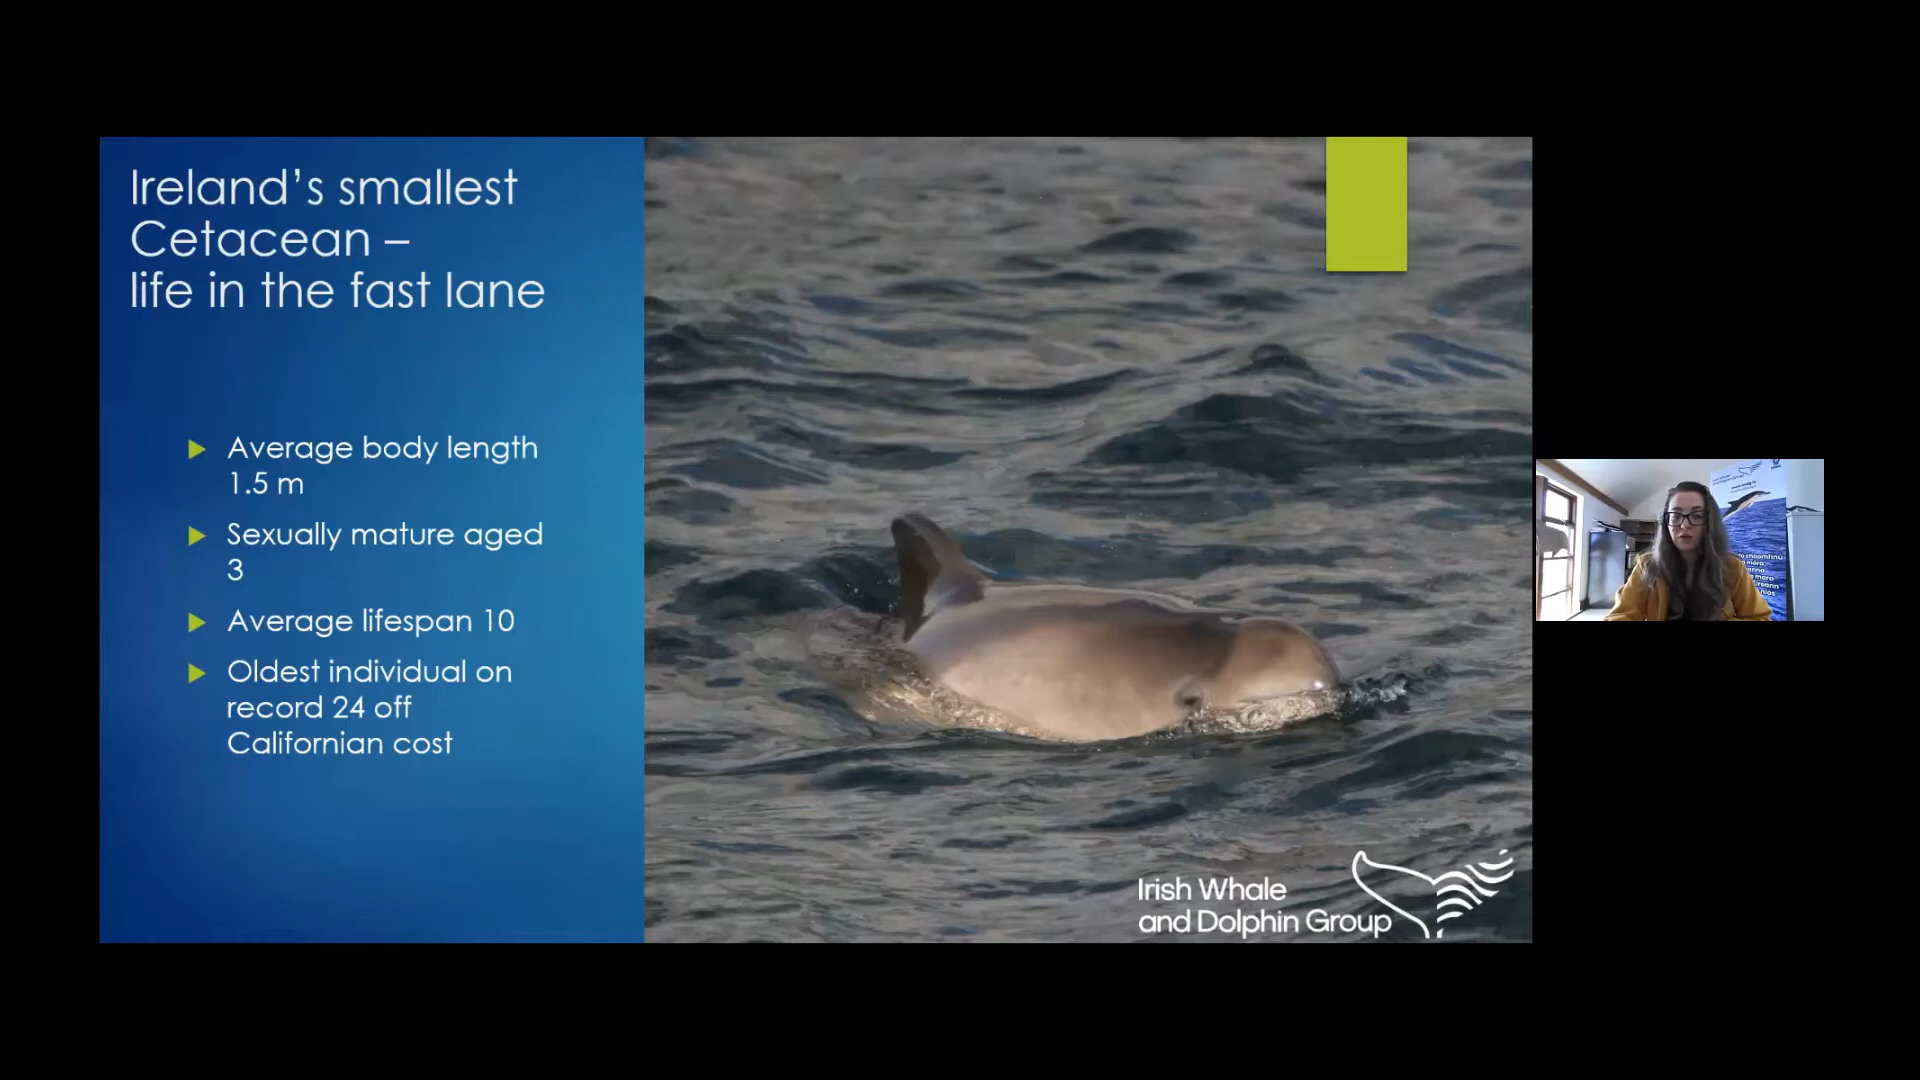 Ireland's smallest
Cetacean –
life in the fast lane
Average body length
1.5 m
Sexually mature aged
3
Average lifespan 10
Oldest individual on
record 24 off
Californian cost
Irish Whale
and Dolphin Group